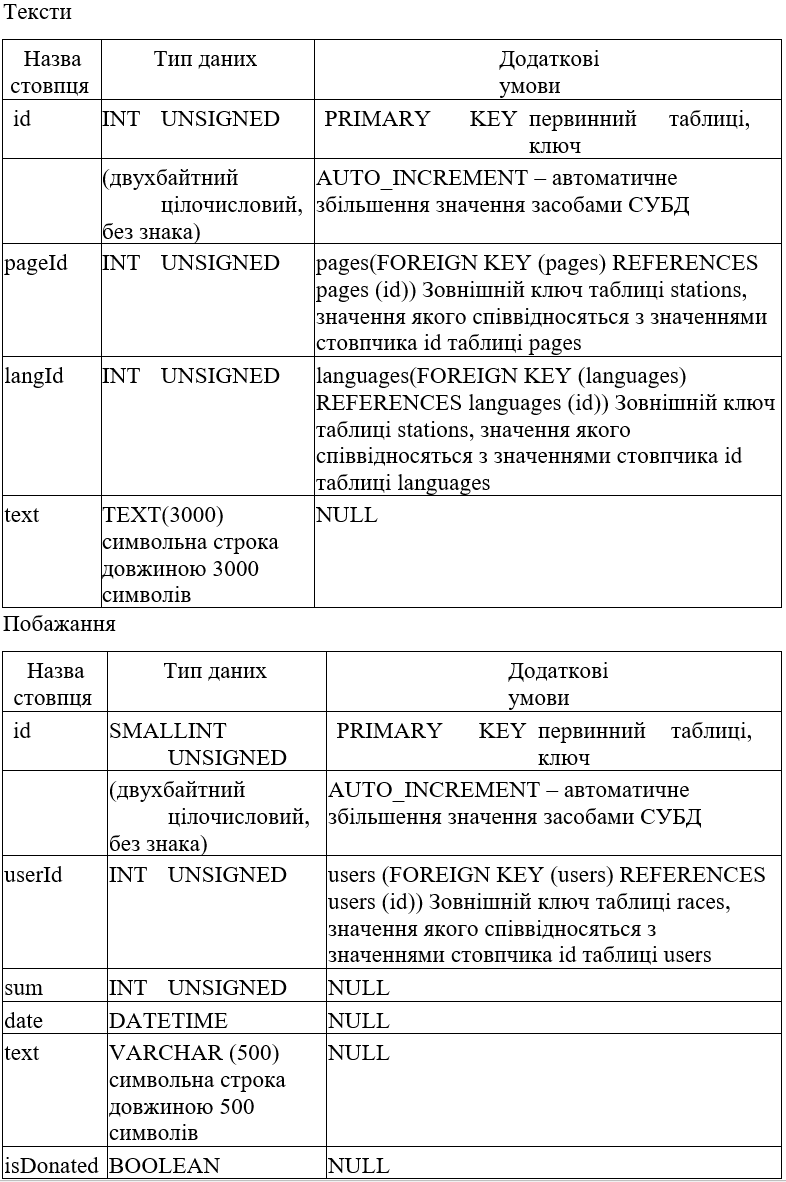 Тексти
Назва стовпця
Тип даних
Додаткові умови
id
INT UNSIGNED
PRIMARY KEY первинний таблиці,
ключ
(двухбайтний
цілочисловий,
без знака)
AUTO_INCREMENT – автоматичне
збільшення значення засобами СУБД
pageId
INT UNSIGNED
pages(FOREIGN KEY (pages) REFERENCES
pages (id)) Зовнішній ключ таблиці stations,
значення якого співвідносяться з значеннями
стовпчика id таблиці pages
langId
INT UNSIGNED
languages(FOREIGN KEY (languages)
REFERENCES languages (id)) Зовнішній ключ
таблиці stations, значення якого
співвідносяться з значеннями стовпчика id
таблиці languages
text
TEXT(3000)
символьна строка
довжиною 3000
символів
NULL
Побажання
Назва стовпця
Тип даних
Додаткові умови
id
SMALLINT
UNSIGNED
PRIMARY KEY первинний таблиці,
ключ
(двухбайтний
цілочисловий,
без знака)
AUTO_INCREMENT – автоматичне
збільшення значення засобами СУБД
userId
INT UNSIGNED
users (FOREIGN KEY (users) REFERENCES
users (id)) Зовнішній ключ таблиці races,
значення якого співвідносяться з
значеннями стовпчика id таблиці users
sum
INT UNSIGNED
NULL
date
DATETIME
NULL
text
VARCHAR (500)
символьна строка
довжиною 500
символів
NULL
isDonated
BOOLEAN
NULL